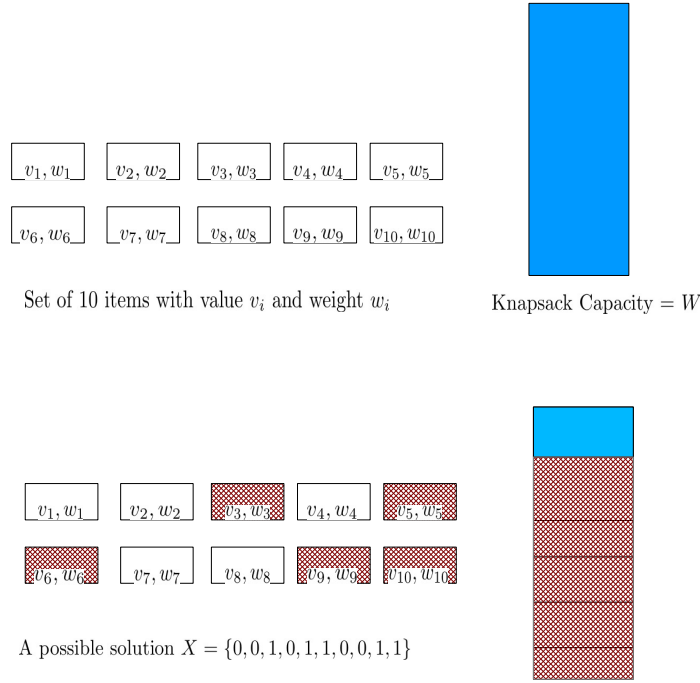 v₁, w₁ v₂, w₂ v₃, w₃ v₄, w₄ v₅, w₅
v₆, w₆ v₇, w₇ v₈, w₈ v₉, w₉ v₁₀, w₁₀
Set of 10 items with value vᵢ and weight wᵢ
Knapsack Capacity = W
v₁, w₁ v₂, w₂ v₃, w₃ v₄, w₄ v₅, w₅
v₆, w₆ v₇, w₇ v₈, w₈ v₉, w₉ v₁₀, w₁₀
A possible solution X = {0, 0, 1, 0, 1, 1, 0, 0, 1, 1}